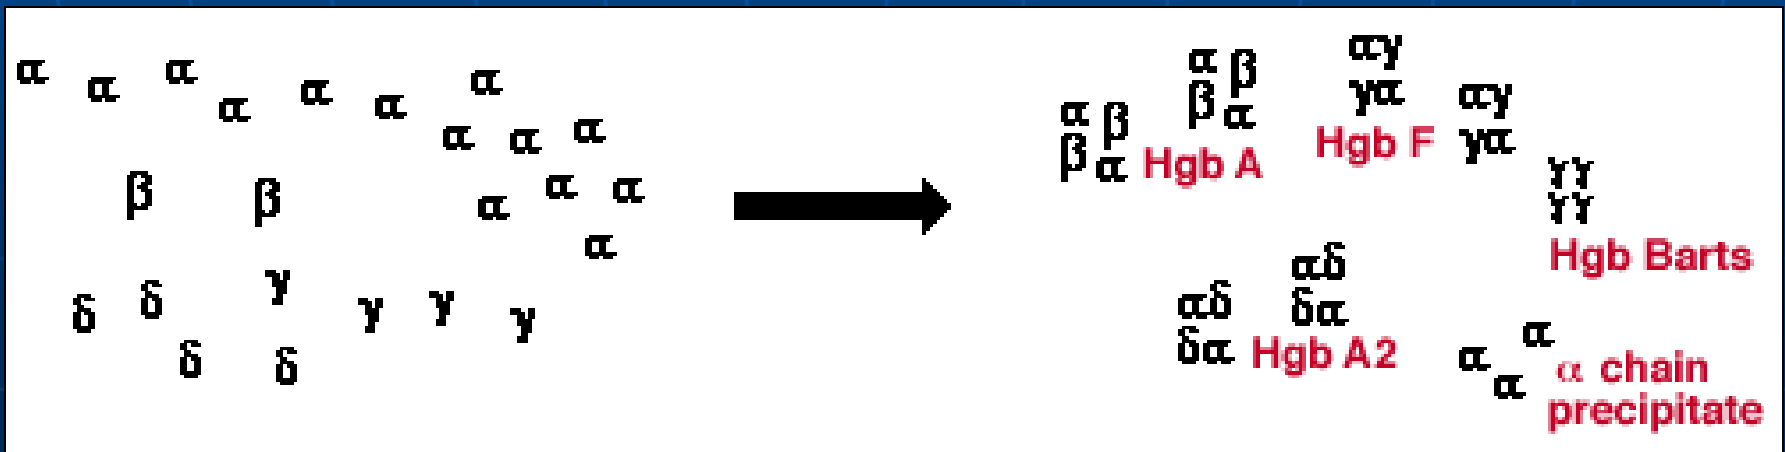 α α α α α α α
α α α
β β α α α
α
δ δ γ γ γ γ
δ δ
α β
β α
α β
β α
Hgb A
αγ
γα
Hgb F
αγ
γα
γγ
γγ
Hgb Barts
αδ
δα
αδ
δα
Hgb A2
α α
α
α chain
precipitate